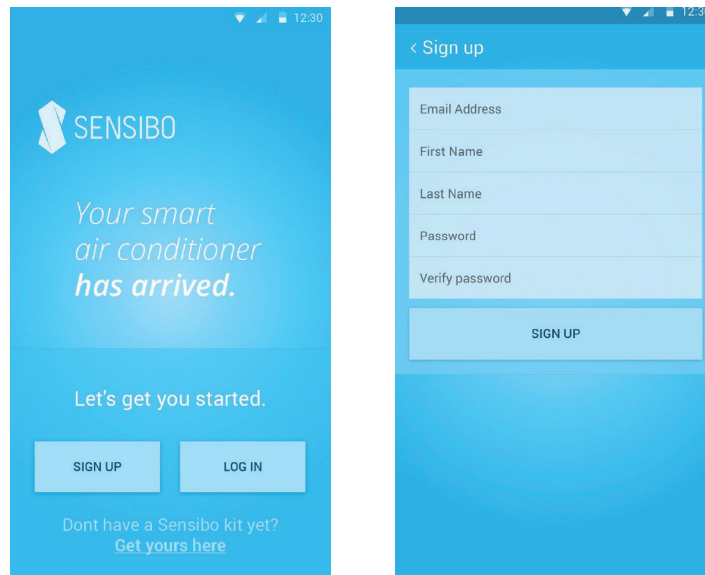 12:30
SENSIBO
Your smart
air conditioner
has arrived.
Let's get you started.
SIGN UP
LOG IN
Dont have a Sensibo kit yet?
Get yours here
12:3
< Sign up
Email Address
First Name
Last Name
Password
Verify password
SIGN UP